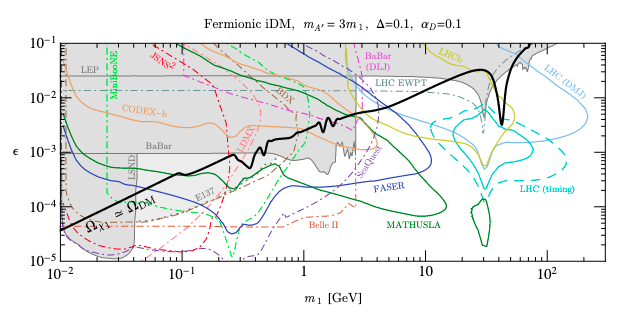 Fermionic iDM, m_{A'} = 3m_1, Δ=0.1, α_D=0.1
10^{-1}
10^{-2}
10^{-3}
10^{-4}
10^{-5}
ϵ
LEP
MiniBooNE
JSNS²
BDX
BaBar
(DLJ)
LHCb
LHC (DMJ)
LHC EWPT
CODEX-b
LDMX
BaBar
LSND
E137
SeaQuest
FASER
LHC (timing)
Ω_{χ1} ≃ Ω_{DM}
Belle II
MATHUSLA
10^{-2}
10^{-1}
1
10
10^2
m_1 [GeV]